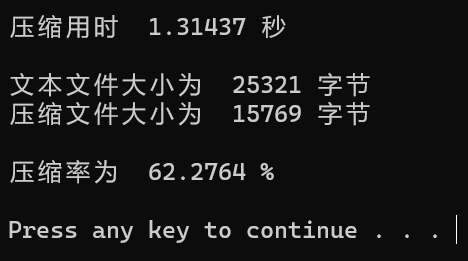 压缩用时  1.31437 秒
文本文件大小为  25321 字节
压缩文件大小为  15769 字节
压缩率为  62.2764 %
Press any key to continue . . .